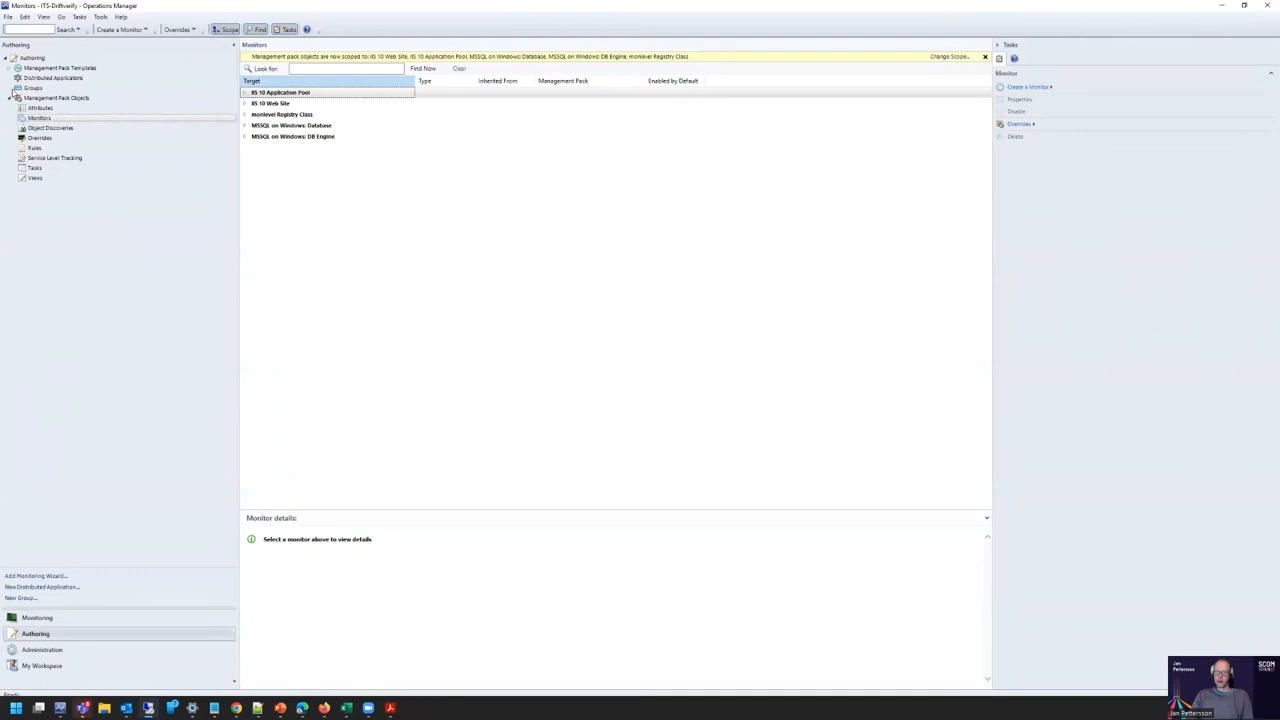 Monitors - ITS-Driftverify - Operations Manager
File Edit View Go Tasks Tools Help
Search Create a Monitor Overrides Scope Find Tasks
Authoring
Authoring
Management Pack Templates
Distributed Applications
Groups
Management Pack Objects
Attributes
Monitors
Object Discoveries
Overrides
Rules
Service Level Tracking
Tasks
Views
Add Monitoring Wizard...
New Distributed Application...
New Group...
Monitoring
Authoring
Administration
My Workspace
Ready
Monitors
Management pack objects are now scoped to: IIS 10 Web Site, IIS 10 Application Pool, MSSQL on Windows: Database, MSSQL on Windows: DB Engine, monlevel Registry Class Change Scope...
Look for: Find Now Clear
Target Type Inherited From Management Pack Enabled by Default
IIS 10 Application Pool
IIS 10 Web Site
monlevel Registry Class
MSSQL on Windows: Database
MSSQL on Windows: DB Engine
Monitor details:
Select a monitor above to view details
Tasks
Monitor
Create a Monitor
Properties
Disable
Overrides
Delete
Jan
Pettersson
SCOM
Jan Pettersson